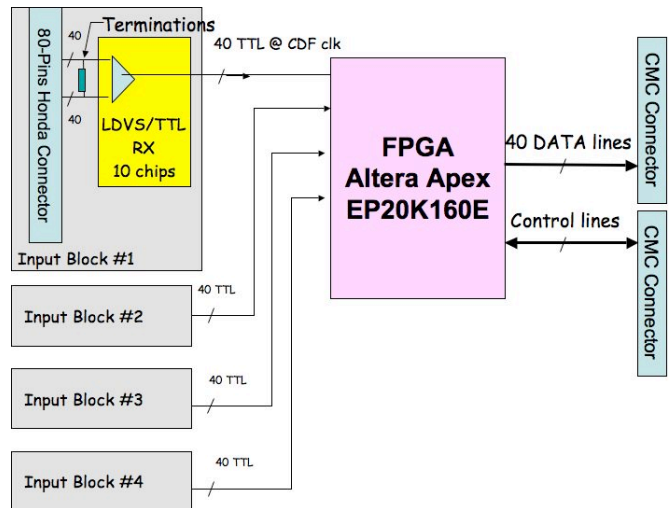 80-Pins Honda Connector
40
Terminations
40
LDVS/TTL
RX
10 chips
Input Block #1
40 TTL @ CDF clk
FPGA
Altera Apex
EP20K160E
40 DATA lines
Control lines
CMC Connector
CMC Connector
40 TTL
Input Block #2
40 TTL
Input Block #3
40 TTL
Input Block #4